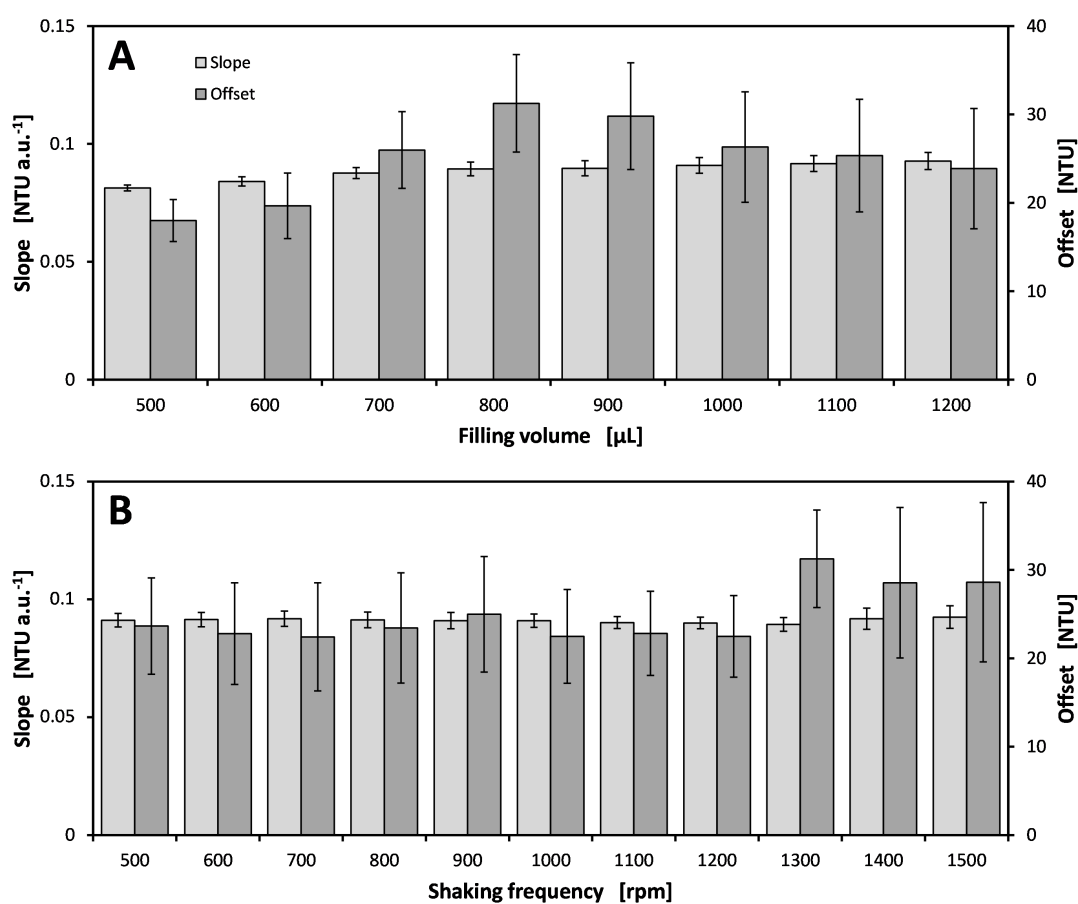 A
Slope
Offset
0.15
0.1
0.05
0
Slope [NTU a.u.⁻¹]
40
30
20
10
0
Offset [NTU]
500 600 700 800 900 1000 1100 1200
Filling volume [µL]
B
0.15
0.1
0.05
0
Slope [NTU a.u.⁻¹]
40
30
20
10
0
Offset [NTU]
500 600 700 800 900 1000 1100 1200 1300 1400 1500
Shaking frequency [rpm]